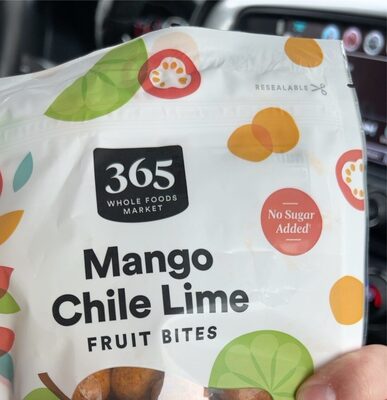 RESEALABLE
365
WHOLE FOODS
MARKET
No Sugar
Added
Mango
Chile Lime
FRUIT BITES